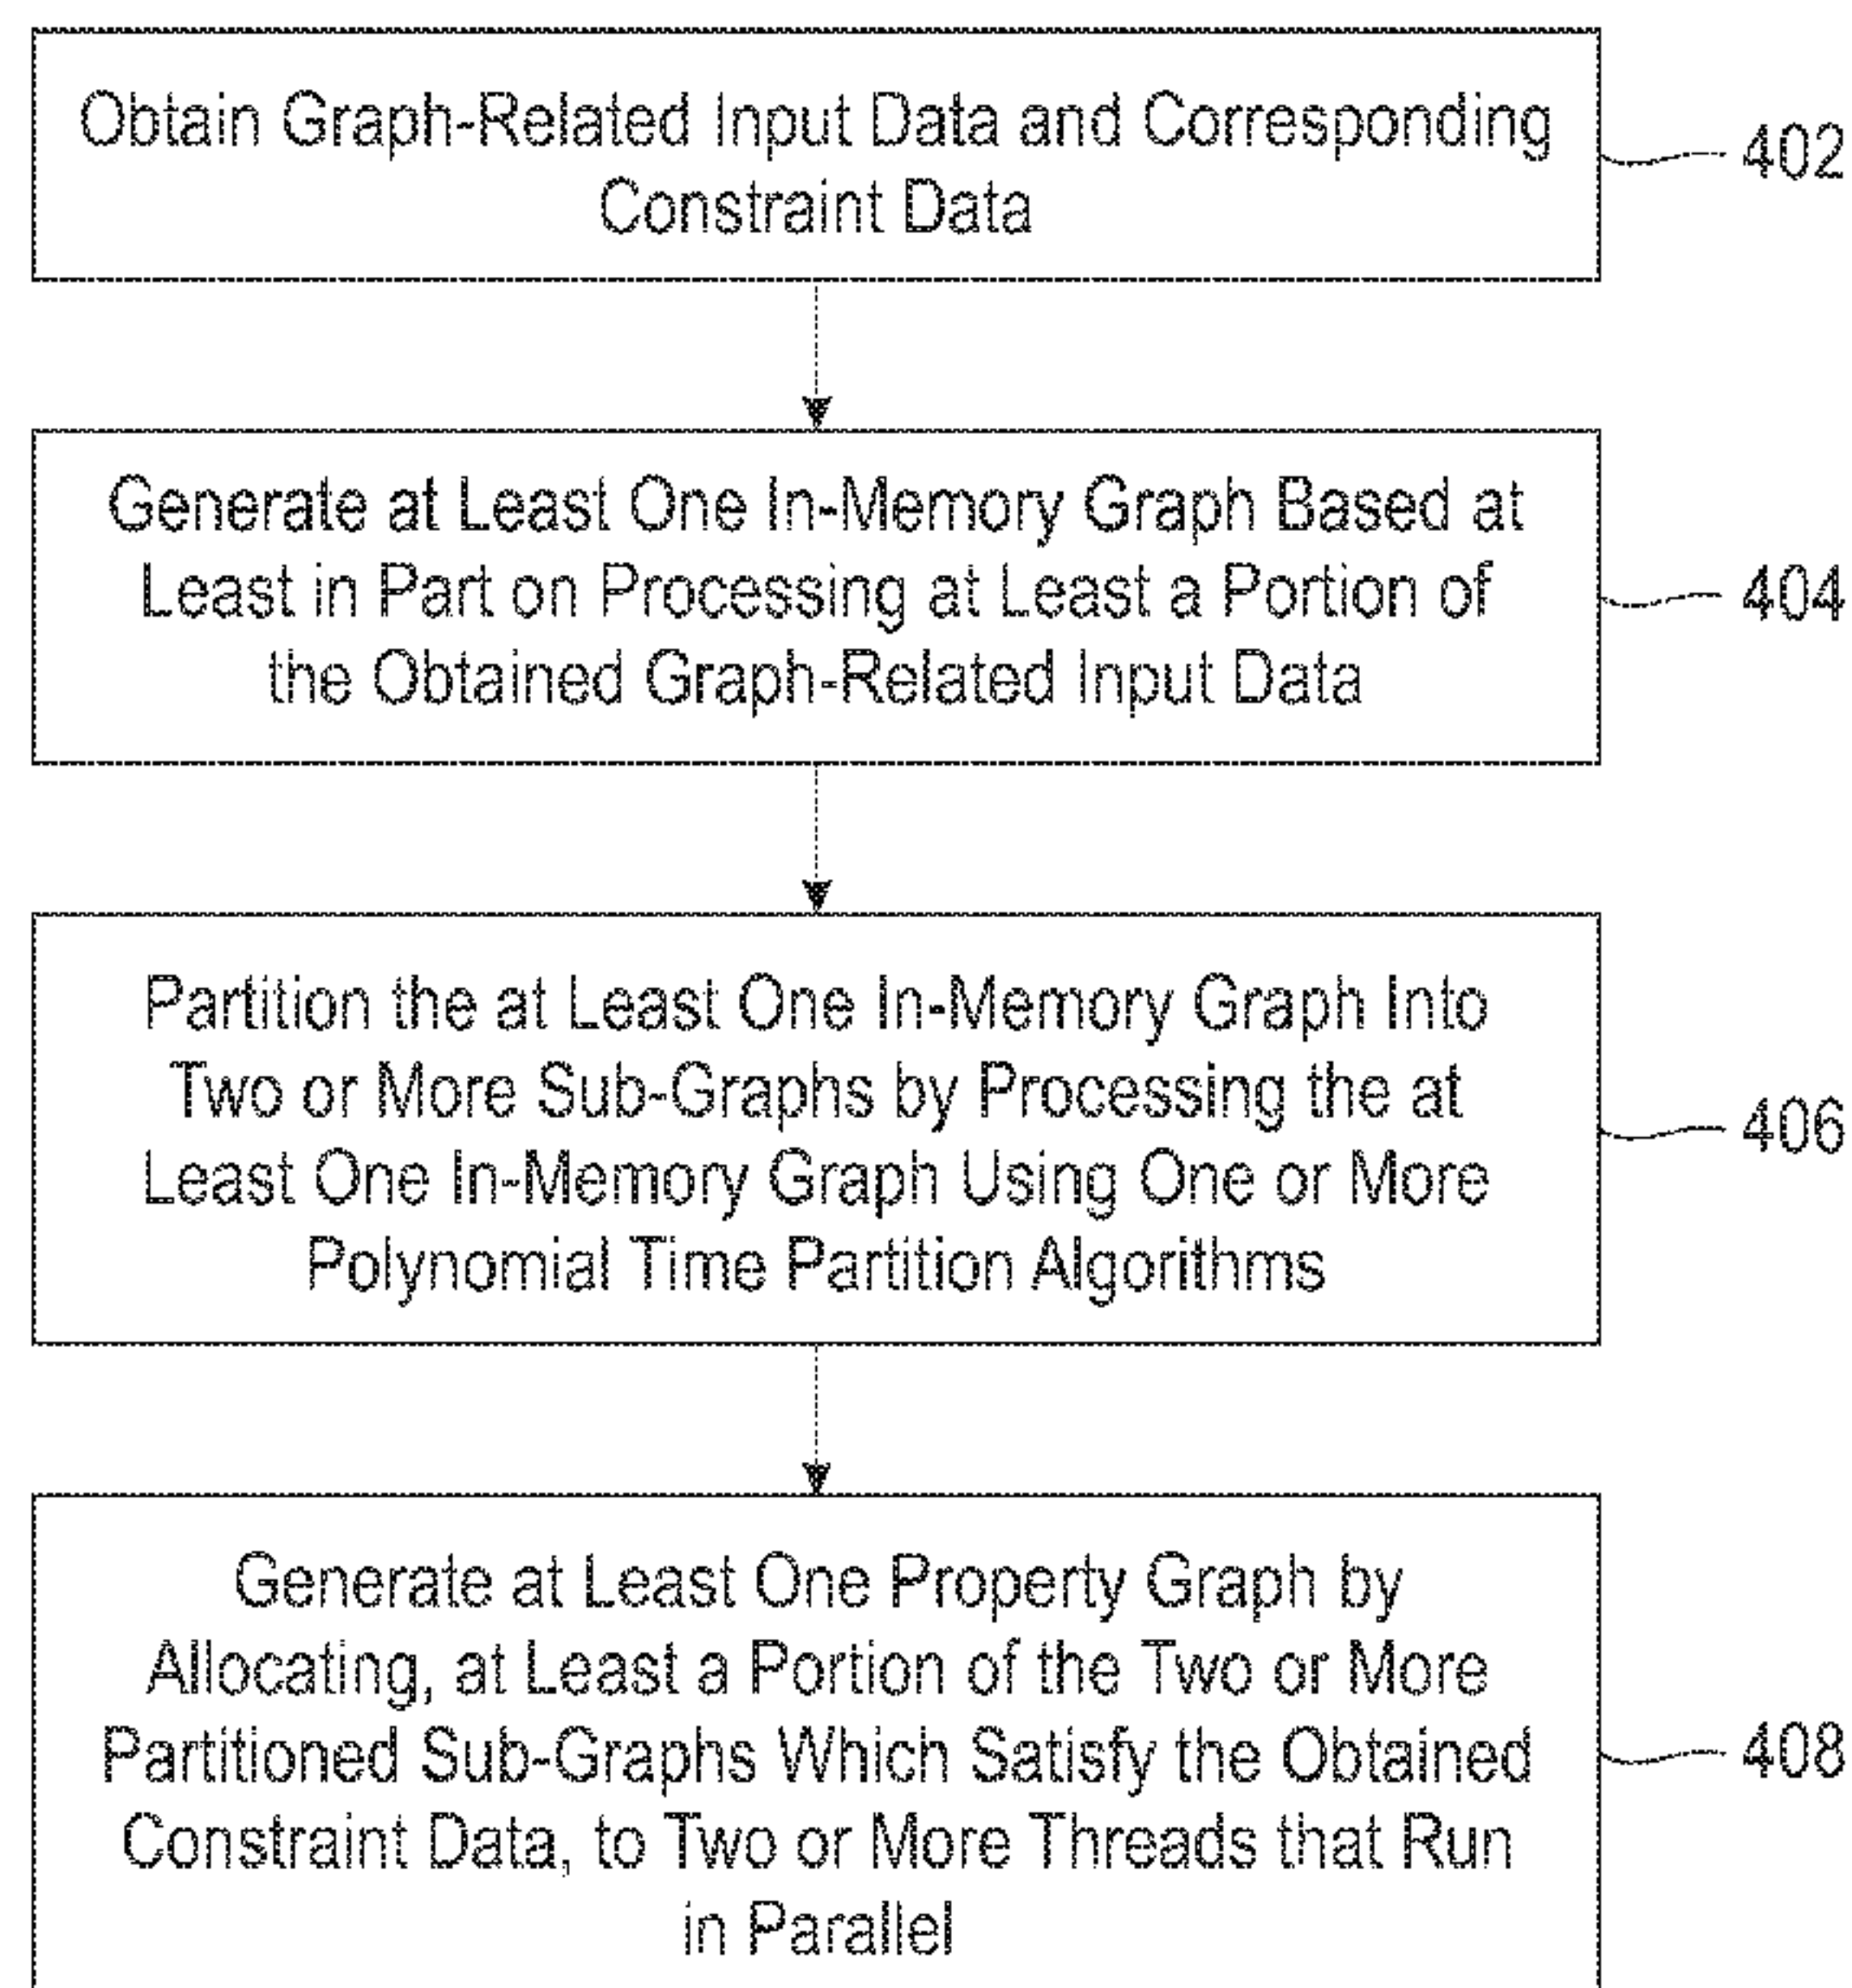 Obtain Graph-Related Input Data and Corresponding
Constraint Data
402
Generate at Least One In-Memory Graph Based at
Least in Part on Processing at Least a Portion of
the Obtained Graph-Related Input Data
404
Partition the at Least One In-Memory Graph Into
Two or More Sub-Graphs by Processing the at
Least One In-Memory Graph Using One or More
Polynomial Time Partition Algorithms
406
Generate at Least One Property Graph by
Allocating, at Least a Portion of the Two or More
Partitioned Sub-Graphs Which Satisfy the Obtained
Constraint Data, to Two or More Threads that Run
in Parallel
408